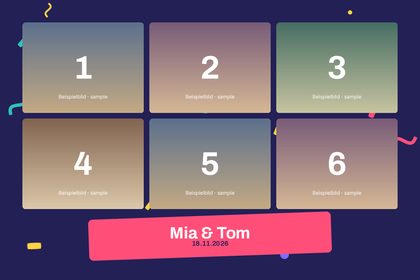 1
2
3
Beispielbild - sample
Beispielbild - sample
Beispielbild - sample
4
5
6
Beispielbild - sample
Beispielbild - sample
Beispielbild - sample
Mia & Tom
18.11.2026